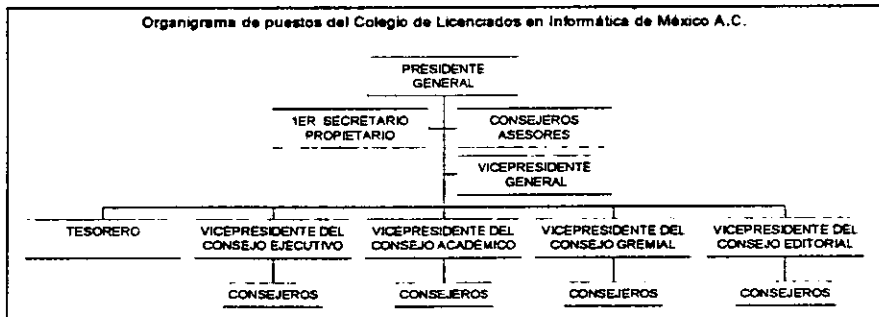 Organigrama de puestos del Colegio de Licenciados en Informática de México A.C.
PRESIDENTE
GENERAL
1ER SECRETARIO
PROPIETARIO
CONSEJEROS
ASESORES
VICEPRESIDENTE
GENERAL
TESORERO
VICEPRESIDENTE DEL
CONSEJO EJECUTIVO
VICEPRESIDENTE DEL
CONSEJO ACADÉMICO
VICEPRESIDENTE DEL
CONSEJO GREMIAL
VICEPRESIDENTE DEL
CONSEJO EDITORIAL
CONSEJEROS
CONSEJEROS
CONSEJEROS
CONSEJEROS